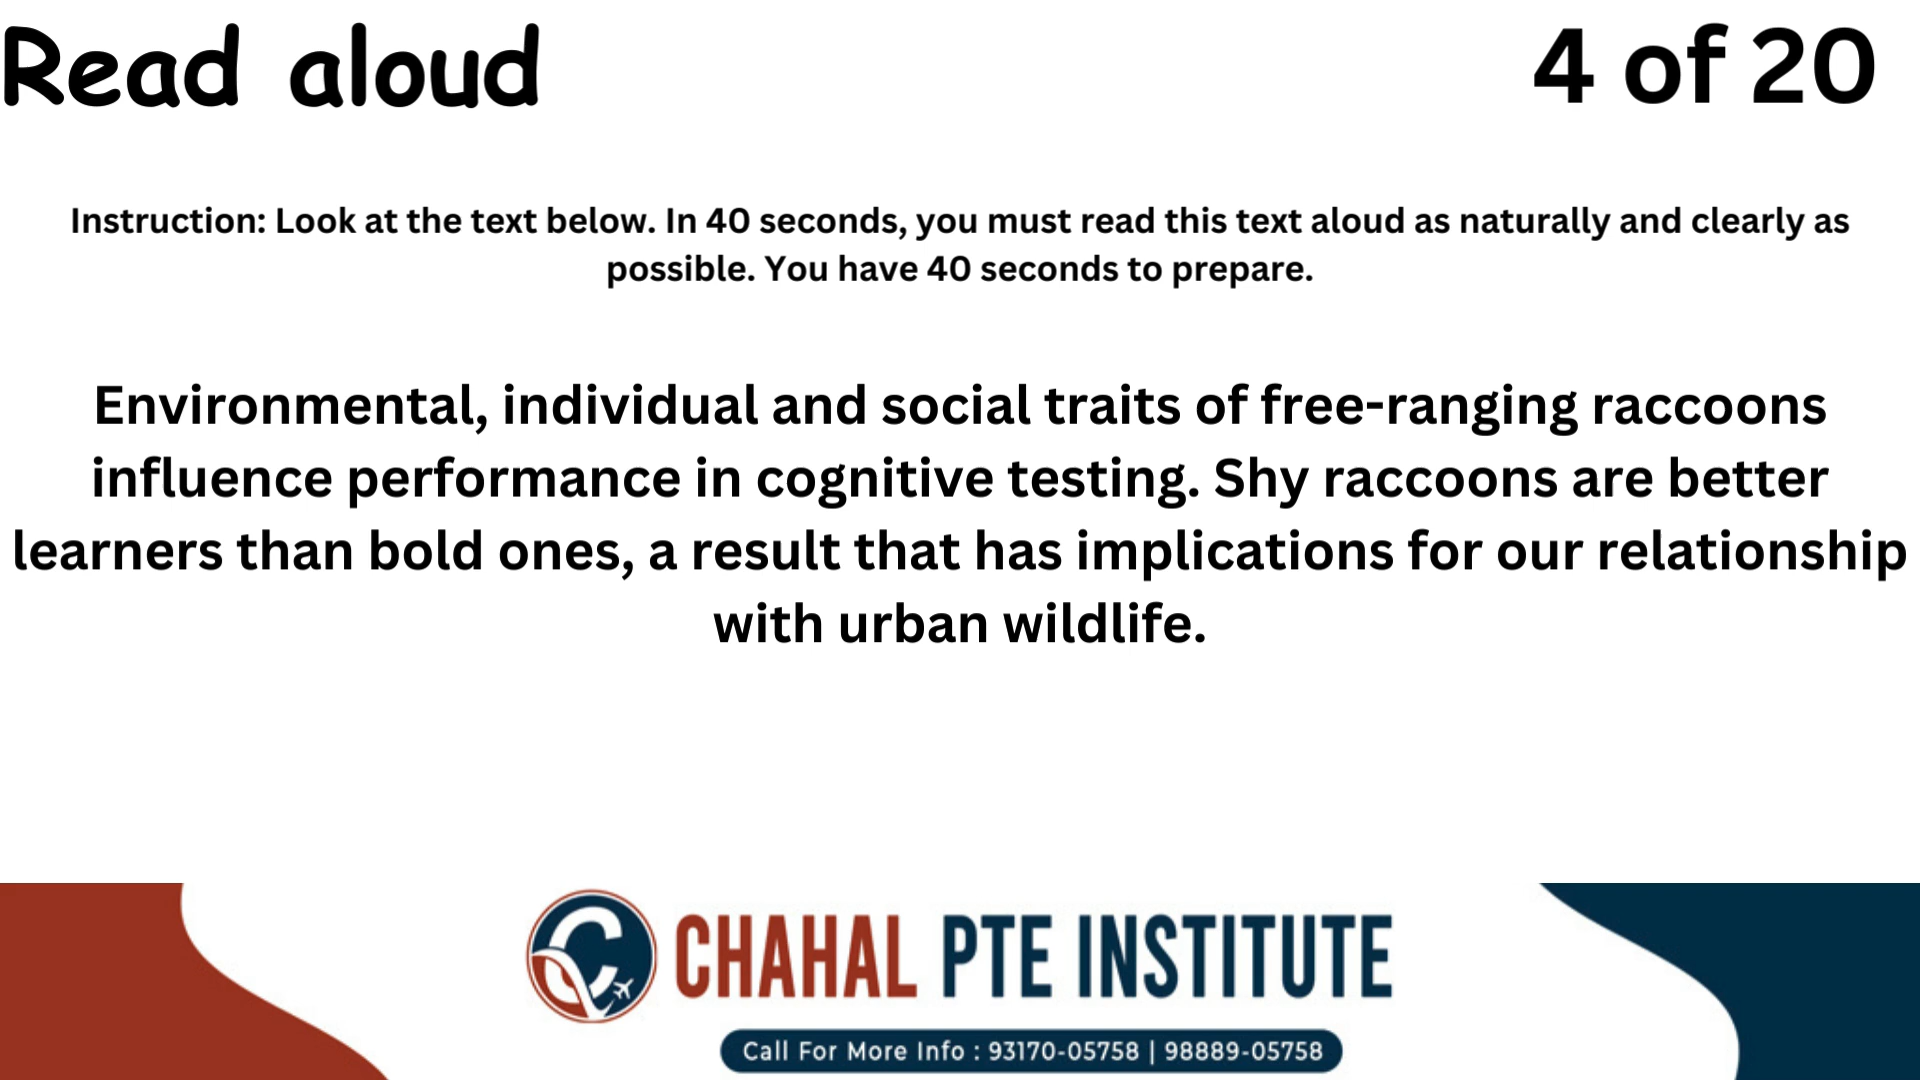 Read aloud
4 of 20
Instruction: Look at the text below. In 40 seconds, you must read this text aloud as naturally and clearly as
possible. You have 40 seconds to prepare.
Environmental, individual and social traits of free-ranging raccoons
influence performance in cognitive testing. Shy raccoons are better
learners than bold ones, a result that has implications for our relationship
with urban wildlife.
CHAHAL PTE INSTITUTE
Call For More Info : 93170-05758 | 98889-05758